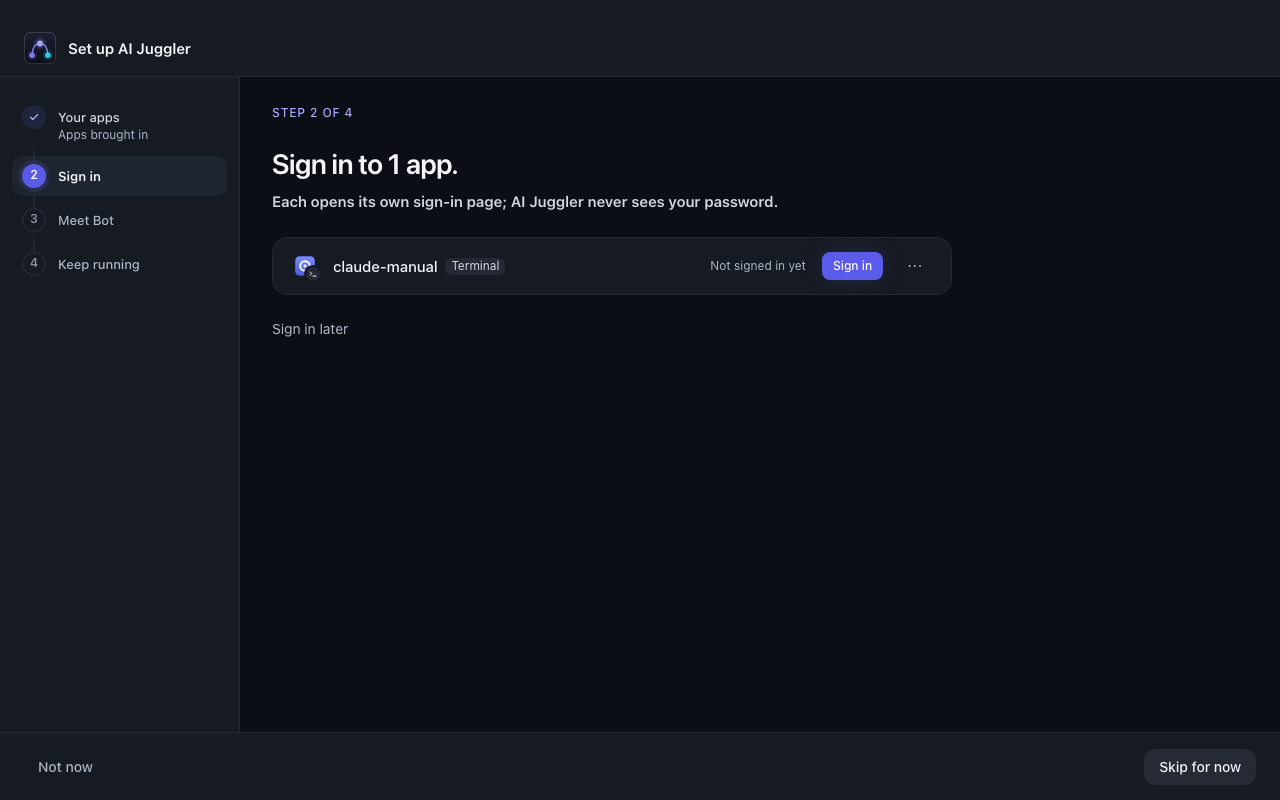 Set up AI Juggler
Your apps
Apps brought in
2 Sign in
3 Meet Bot
4 Keep running
STEP 2 OF 4
Sign in to 1 app.
Each opens its own sign-in page; AI Juggler never sees your password.
claude-manual Terminal Not signed in yet Sign in ···
Sign in later
Not now Skip for now